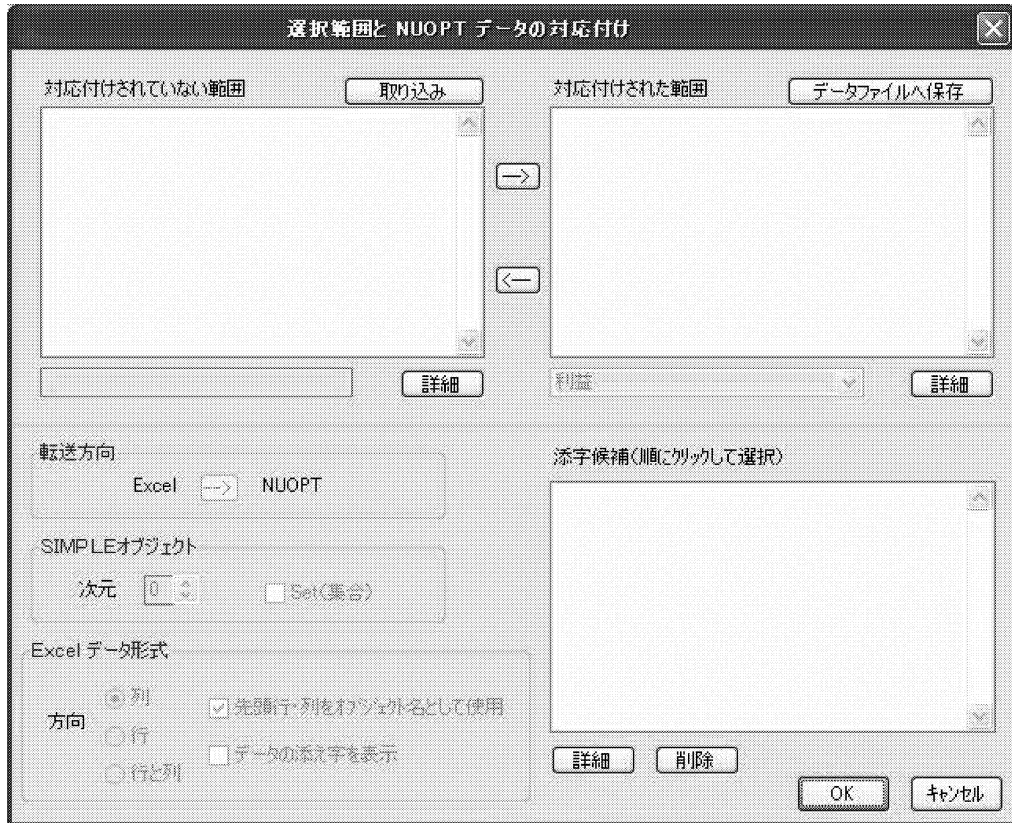 選択範囲と NUOPT データの対応付け
対応付けされていない範囲
取り込み
対応付けされた範囲
データファイルへ保存
-->
<--
詳細
利益
詳細
転送方向
Excel --> NUOPT
添字候補(順にクリックして選択)
SIMPLEオブジェクト
次元 0 Set(集合)
Excel データ形式
方向
列
行
行と列
先頭行・列をオブジェクト名として使用
データの添え字を表示
詳細
削除
OK
キャンセル